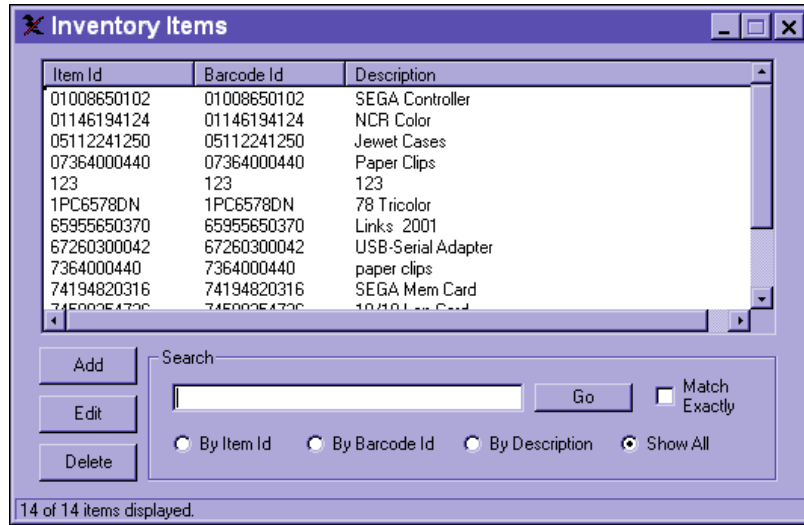 Inventory Items
Item Id Barcode Id Description
01008650102 01008650102 SEGA Controller
01146194124 01146194124 NCR Color
05112241250 05112241250 Jewet Cases
07364000440 07364000440 Paper Clips
123 123 123
1PC6578DN 1PC6578DN 78 Tricolor
65955650370 65955650370 Links 2001
67260300042 67260300042 USB-Serial Adapter
7364000440 7364000440 paper clips
74194820316 74194820316 SEGA Mem Card
Add
Search
Go
Match
Exactly
Edit
By Item Id By Barcode Id By Description Show All
Delete
14 of 14 items displayed.